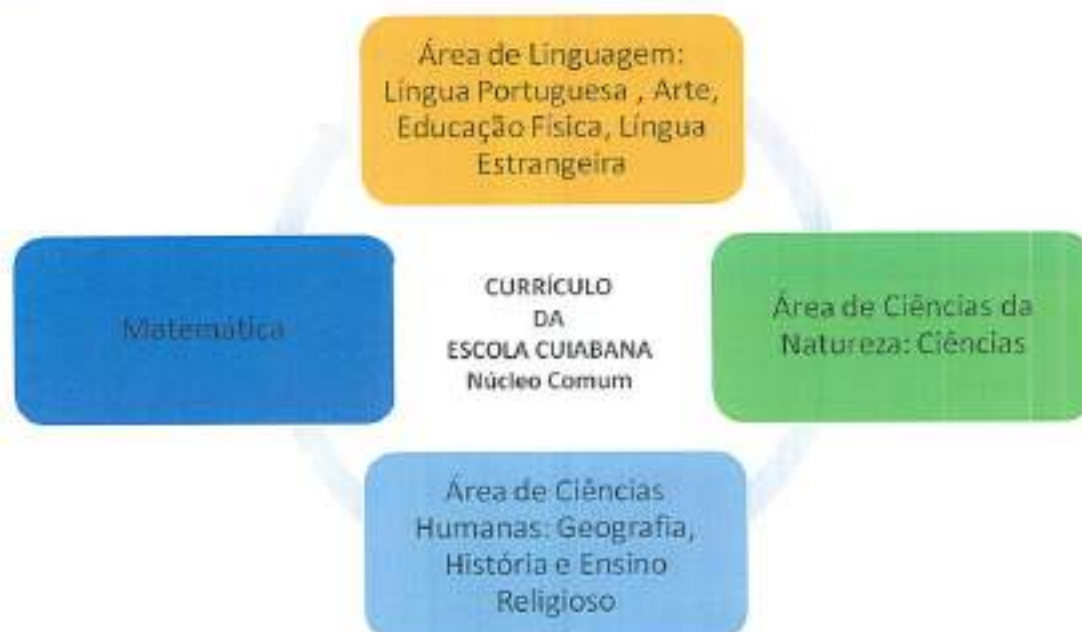 Área de Linguagem:
Língua Portuguesa , Arte,
Educação Física, Língua
Estrangeira
Matemática
CURRÍCULO
DA
ESCOLA CUIABANA
Núcleo Comum
Área de Ciências da
Natureza: Ciências
Área de Ciências
Humanas: Geografia,
História e Ensino
Religioso